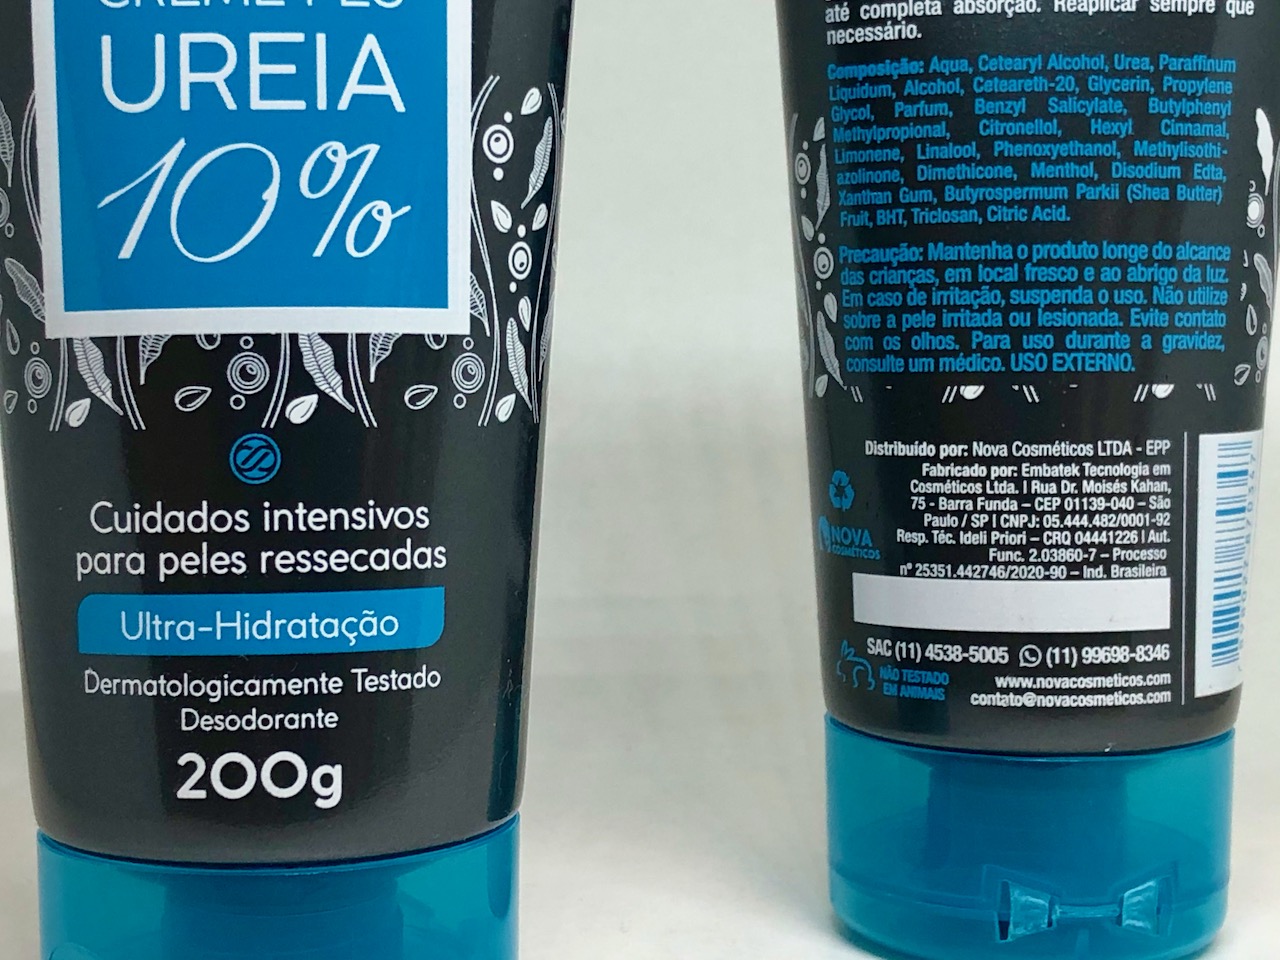 CREME PÉS
UREIA
10%
Cuidados intensivos
para peles ressecadas
Ultra-Hidratação
Dermatologicamente Testado
Desodorante
200g
até completa absorção. Reaplicar sempre que
necessário.
Composição: Aqua, Cetearyl Alcohol, Urea, Paraffinum
Liquidum, Alcohol, Ceteareth-20, Glycerin, Propylene
Glycol, Parfum, Benzyl Salicylate, Butylphenyl
Methylpropional, Citronellol, Hexyl Cinnamal,
Limonene, Linalool, Phenoxyethanol, Methylisothi-
azolinone, Dimethicone, Menthol, Disodium Edta,
Xanthan Gum, Butyrospermum Parkii (Shea Butter)
Fruit, BHT, Triclosan, Citric Acid.
Precaução: Mantenha o produto longe do alcance
das crianças, em local fresco e ao abrigo da luz.
Em caso de irritação, suspenda o uso. Não utilize
sobre a pele irritada ou lesionada. Evite contato
com os olhos. Para uso durante a gravidez,
consulte um médico. USO EXTERNO.
Distribuído por: Nova Cosméticos LTDA - EPP
Fabricado por: Embatek Tecnologia em
Cosméticos Ltda. | Rua Dr. Moisés Kahan,
75 - Barra Funda – CEP 01139-040 – São
Paulo / SP | CNPJ: 05.444.482/0001-92
Resp. Téc. Ideli Priori – CRQ 04441226 | Aut.
Func. 2.03860-7 – Processo
nº 25351.442746/2020-90 – Ind. Brasileira
NOVA
COSMÉTICOS
SAC (11) 4538-5005 (11) 99698-8346
NÃO TESTADO
EM ANIMAIS
www.novacosmeticos.com
contato@novacosmeticos.com